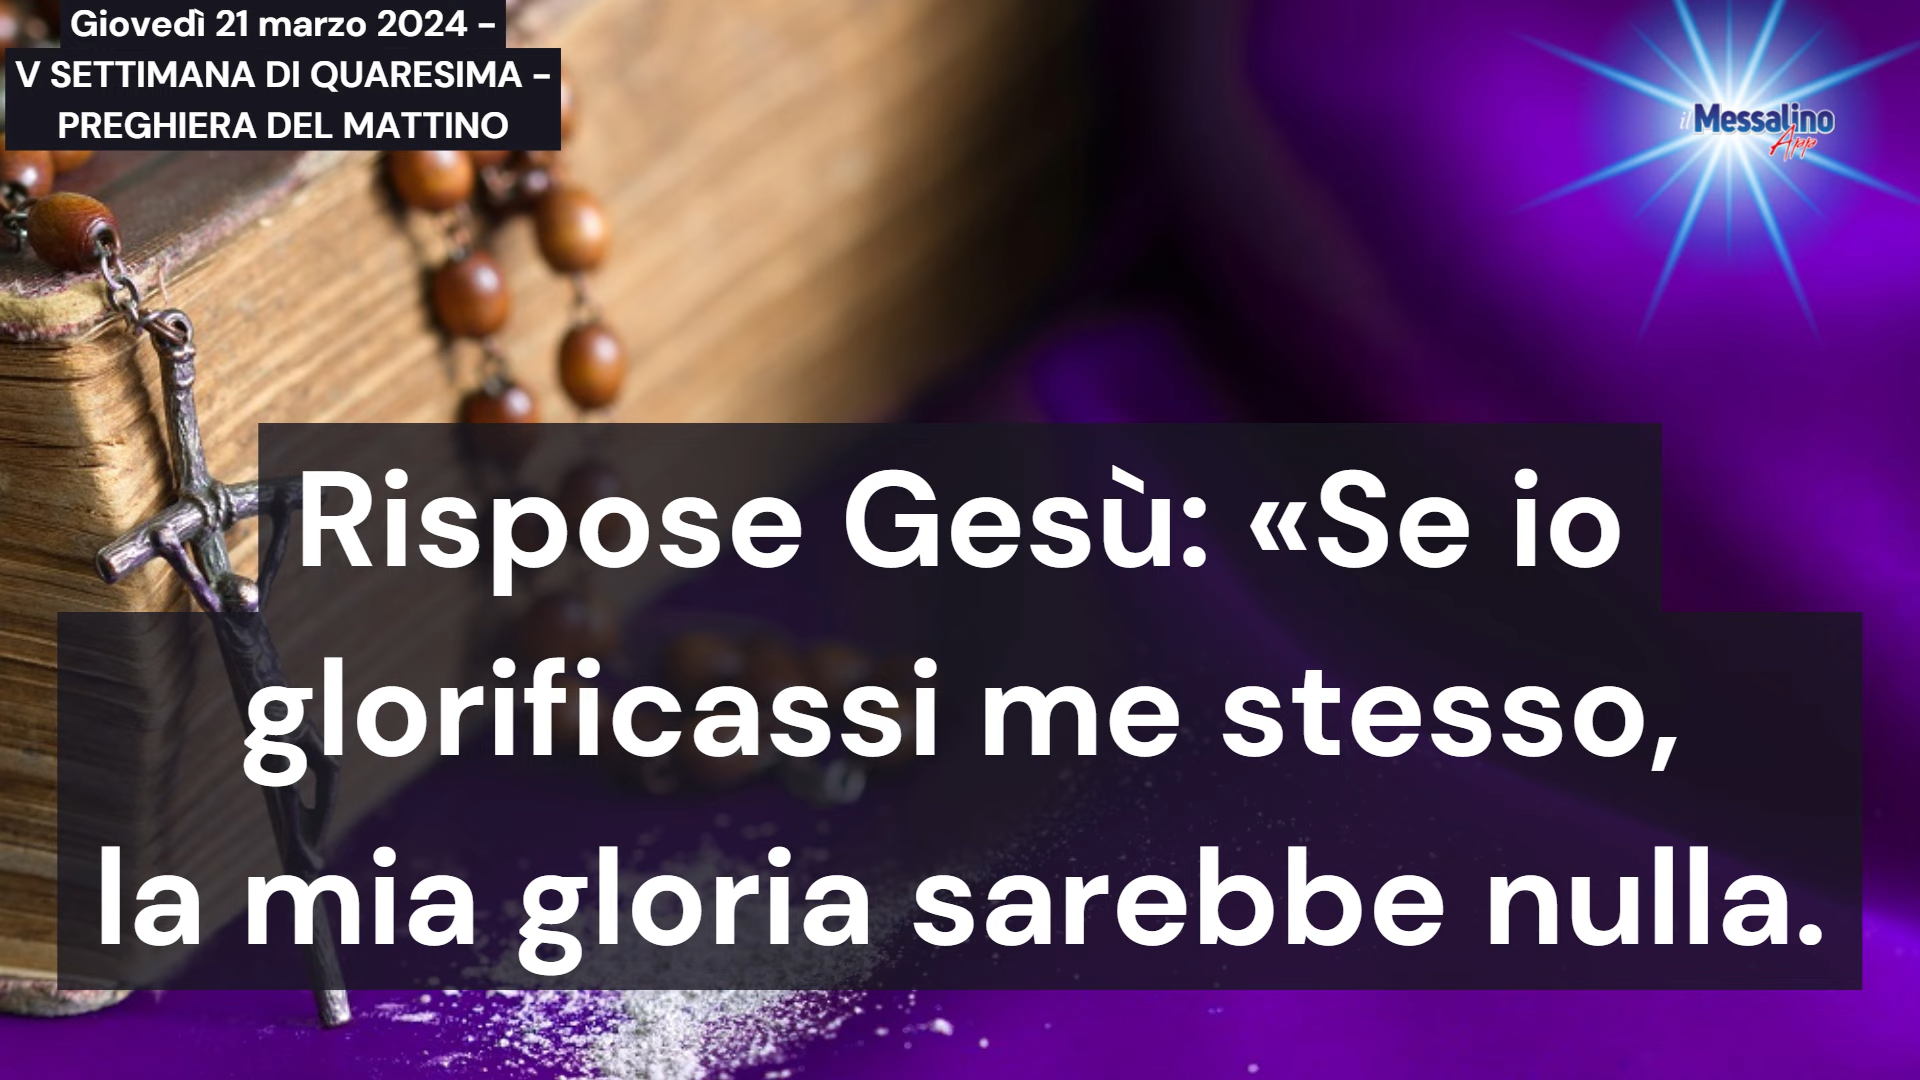 Giovedì 21 marzo 2024 –
V SETTIMANA DI QUARESIMA –
PREGHIERA DEL MATTINO
il Messalino
App
Rispose Gesù: «Se io
glorificassi me stesso,
la mia gloria sarebbe nulla.